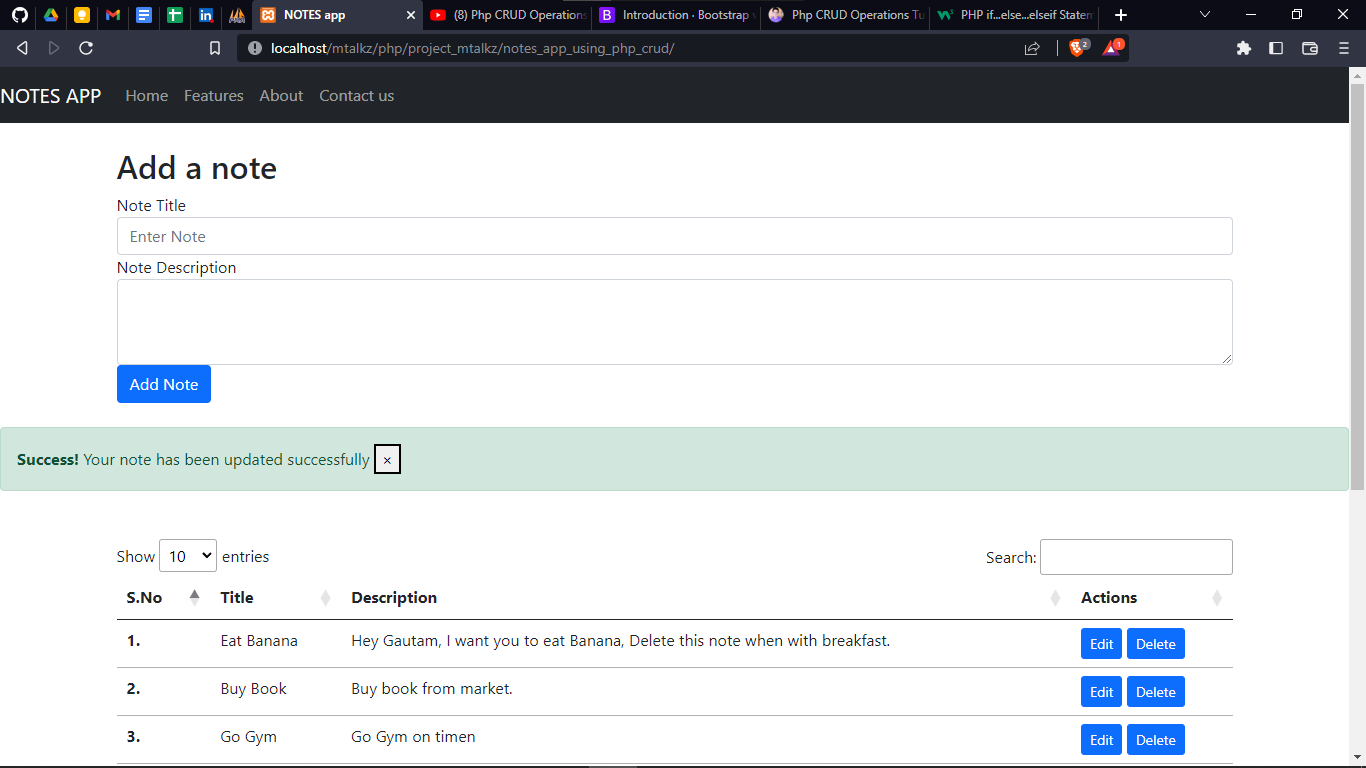 NOTES app
(8) Php CRUD Operations
Introduction · Bootstrap
Php CRUD Operations Tu
PHP if...else...elseif Statem
localhost/mtalkz/php/project_mtalkz/notes_app_using_php_crud/
2
1
NOTES APP Home Features About Contact us
Add a note
Note Title
Enter Note
Note Description
Add Note
Success! Your note has been updated successfully ×
Show 10 entries Search:
S.No Title Description Actions
1. Eat Banana Hey Gautam, I want you to eat Banana, Delete this note when with breakfast. Edit Delete
2. Buy Book Buy book from market. Edit Delete
3. Go Gym Go Gym on timen Edit Delete